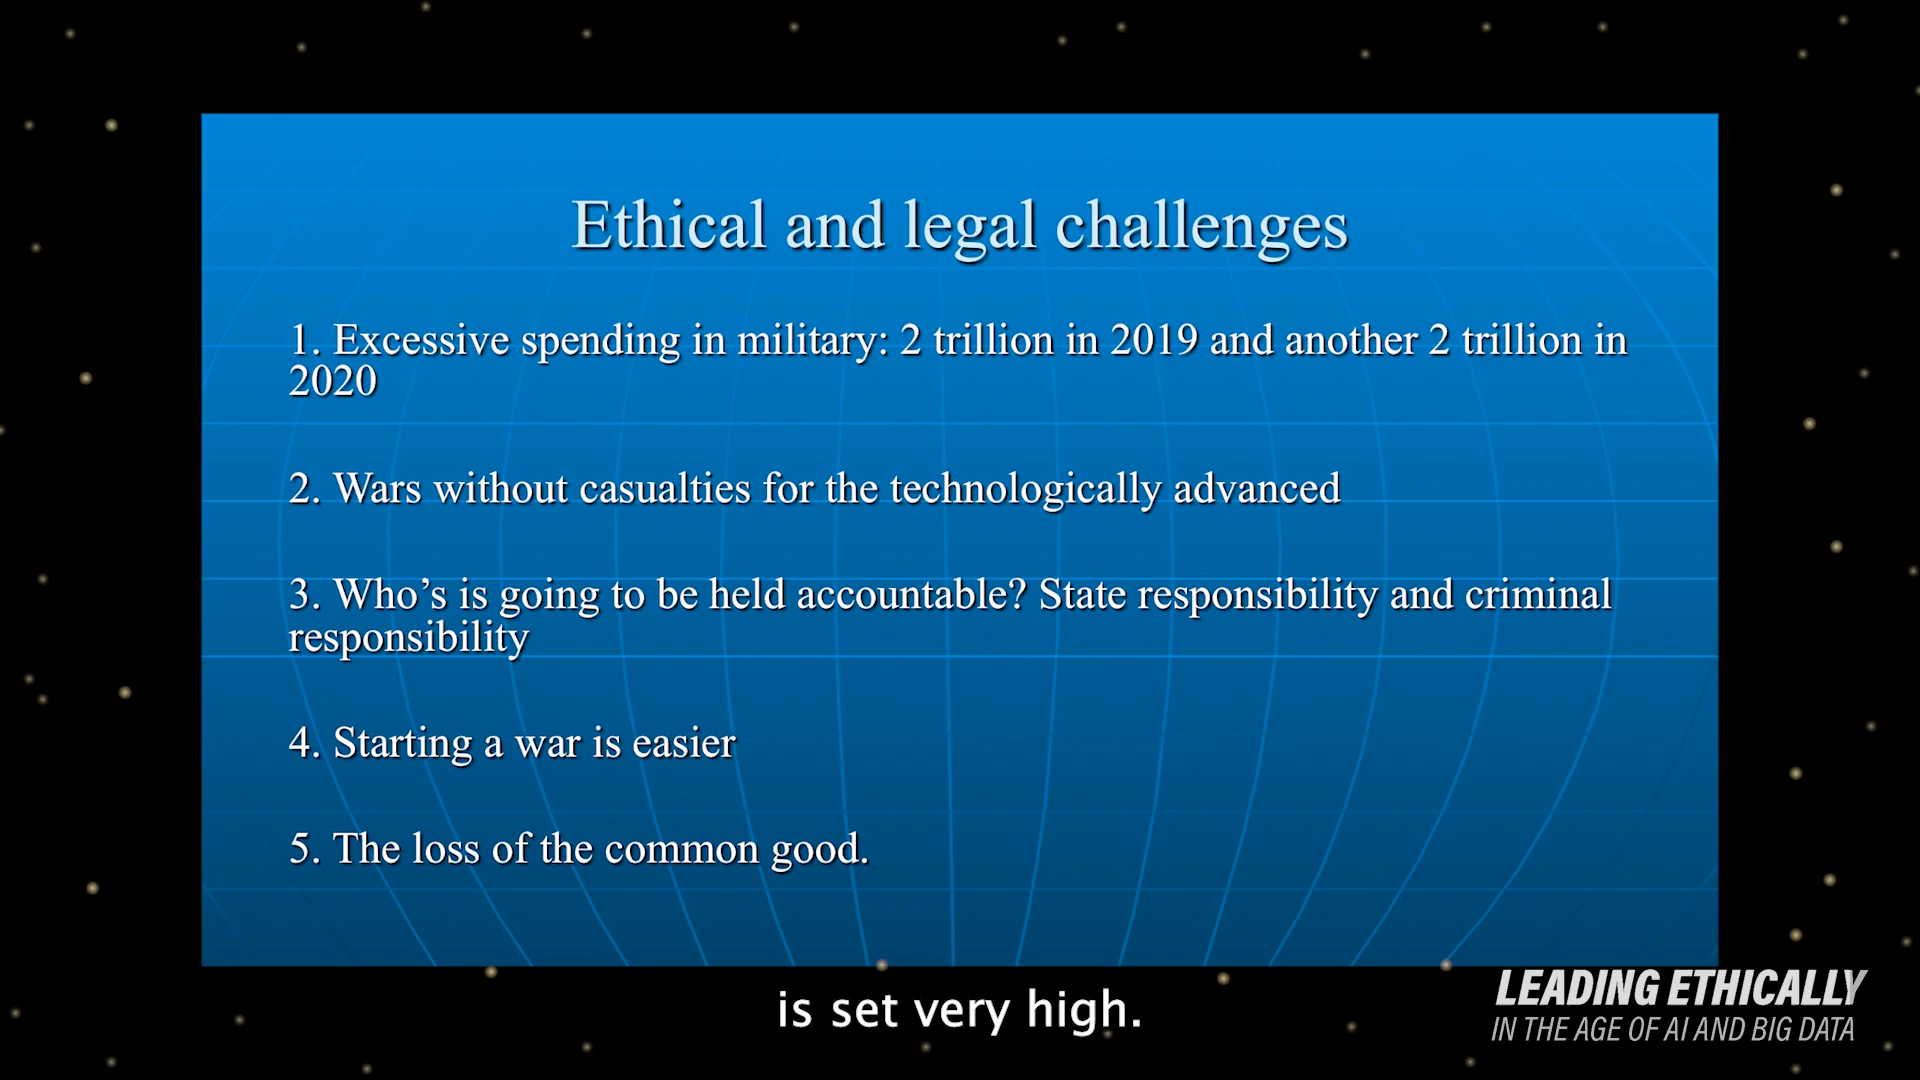 Ethical and legal challenges
1. Excessive spending in military: 2 trillion in 2019 and another 2 trillion in
2020
2. Wars without casualties for the technologically advanced
3. Who’s is going to be held accountable? State responsibility and criminal
responsibility
4. Starting a war is easier
5. The loss of the common good.
is set very high.
LEADING ETHICALLY
IN THE AGE OF AI AND BIG DATA